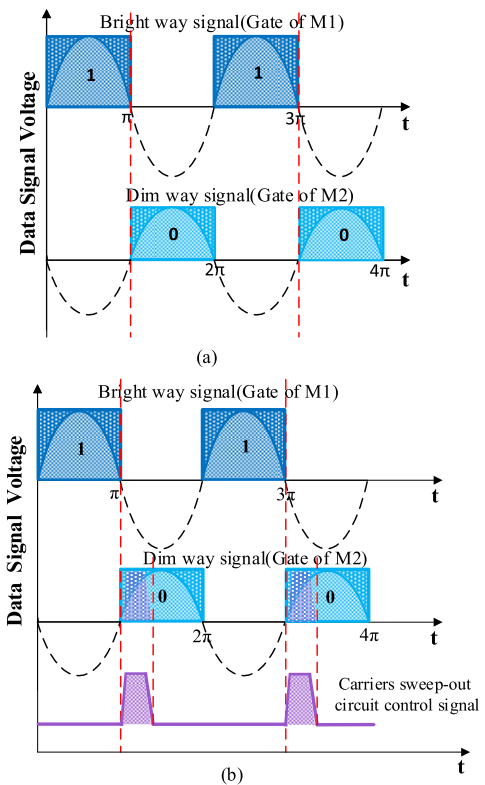 Bright way signal(Gate of M1)
Data Signal Voltage
1
1
π
3π
t
Dim way signal(Gate of M2)
0
0
2π
4π
t
(a)
Bright way signal(Gate of M1)
Data Signal Voltage
1
1
π
3π
t
Dim way signal(Gate of M2)
0
0
2π
4π
t
Carriers sweep-out
circuit control signal
t
(b)